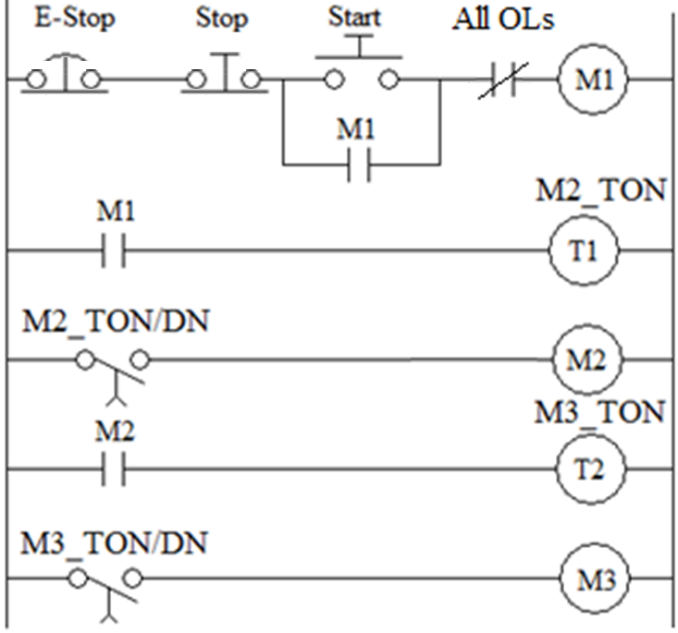 E-Stop Stop Start All OLs
M1
M1
M2_TON
M1
T1
M2_TON/DN
M2
M3_TON
M2
T2
M3_TON/DN
M3